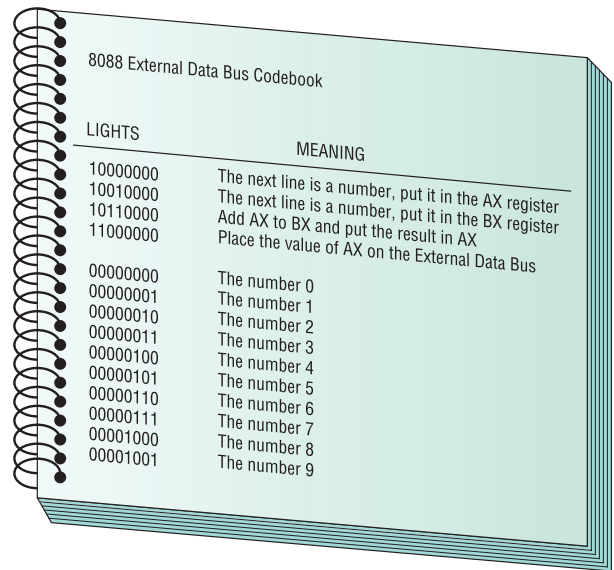 8088 External Data Bus Codebook
LIGHTS MEANING
10000000 The next line is a number, put it in the AX register
10010000 The next line is a number, put it in the BX register
10110000 Add AX to BX and put the result in AX
11000000 Place the value of AX on the External Data Bus
00000000 The number 0
00000001 The number 1
00000010 The number 2
00000011 The number 3
00000100 The number 4
00000101 The number 5
00000110 The number 6
00000111 The number 7
00001000 The number 8
00001001 The number 9